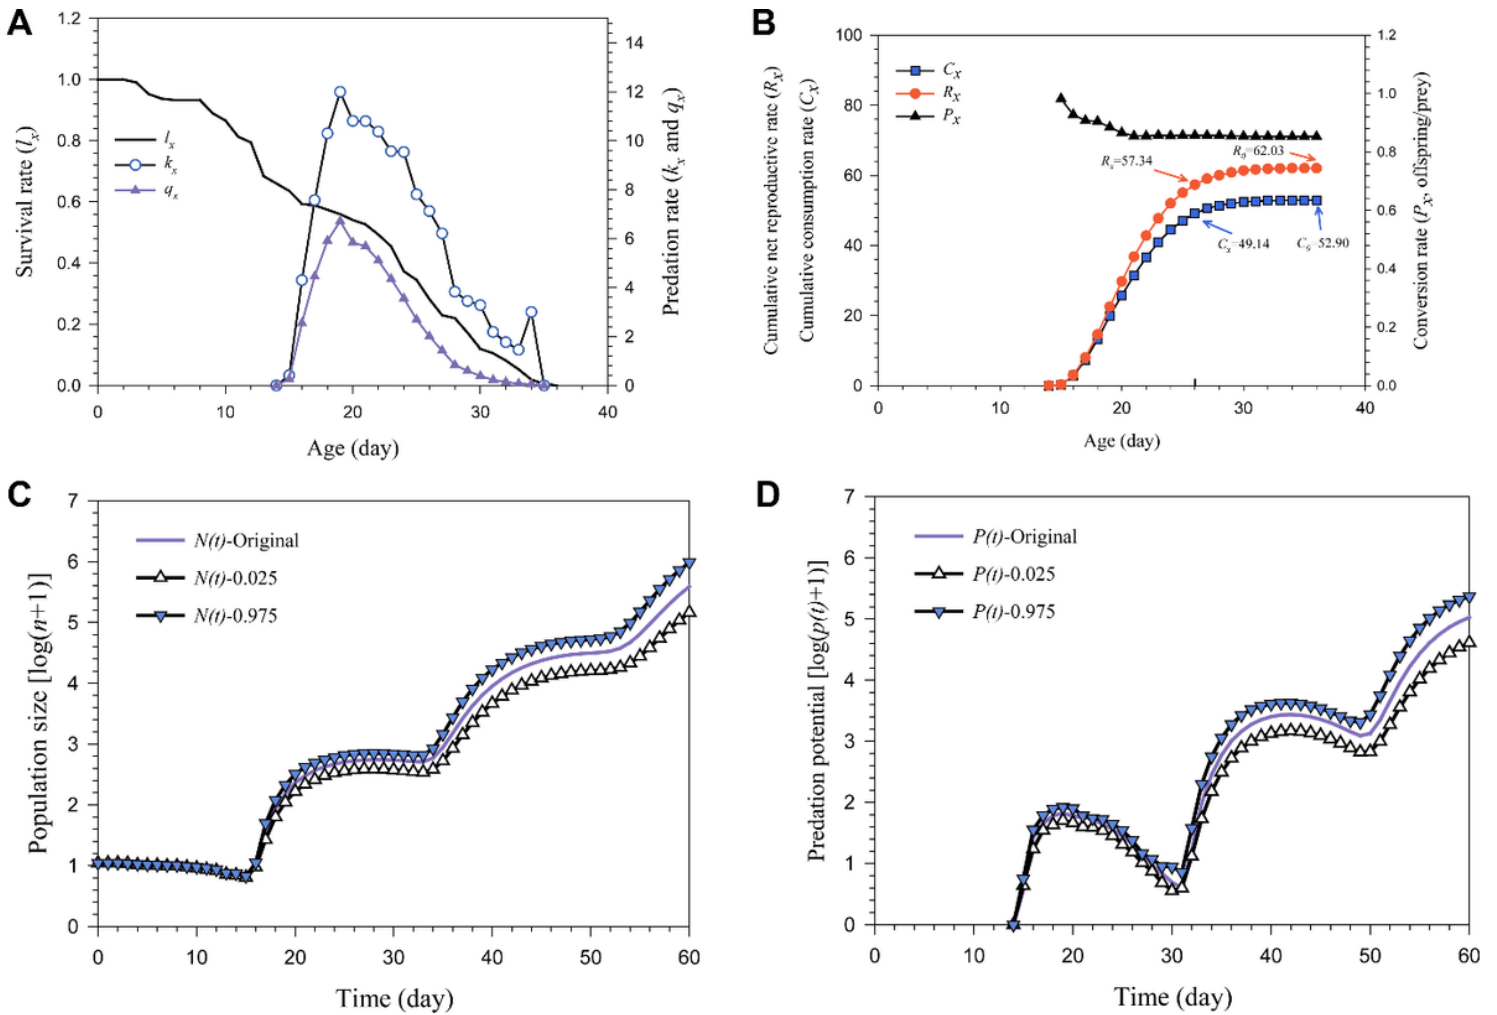 A
Survival rate (lx)
1.2
1.0
0.8
0.6
0.4
0.2
0.0
lx
kx
qx
14
12
10
8
6
4
2
0
Predation rate (kx and qx)
0
10
20
30
40
Age (day)
B
Cumulative net reproductive rate (Rx)
Cumulative consumption rate (Cx)
100
80
60
40
20
0
Cx
Rx
Px
Rx=57.34
R0=62.03
Cx=49.14
C0=52.90
1.2
1.0
0.8
0.6
0.4
0.2
0.0
Conversion rate (Px, offspring/prey)
0
10
20
30
40
Age (day)
C
Population size [log(n+1)]
7
6
5
4
3
2
1
0
N(t)-Original
N(t)-0.025
N(t)-0.975
0
10
20
30
40
50
60
Time (day)
D
Predation potential [log(p(t)+1)]
7
6
5
4
3
2
1
0
P(t)-Original
P(t)-0.025
P(t)-0.975
0
10
20
30
40
50
60
Time (day)